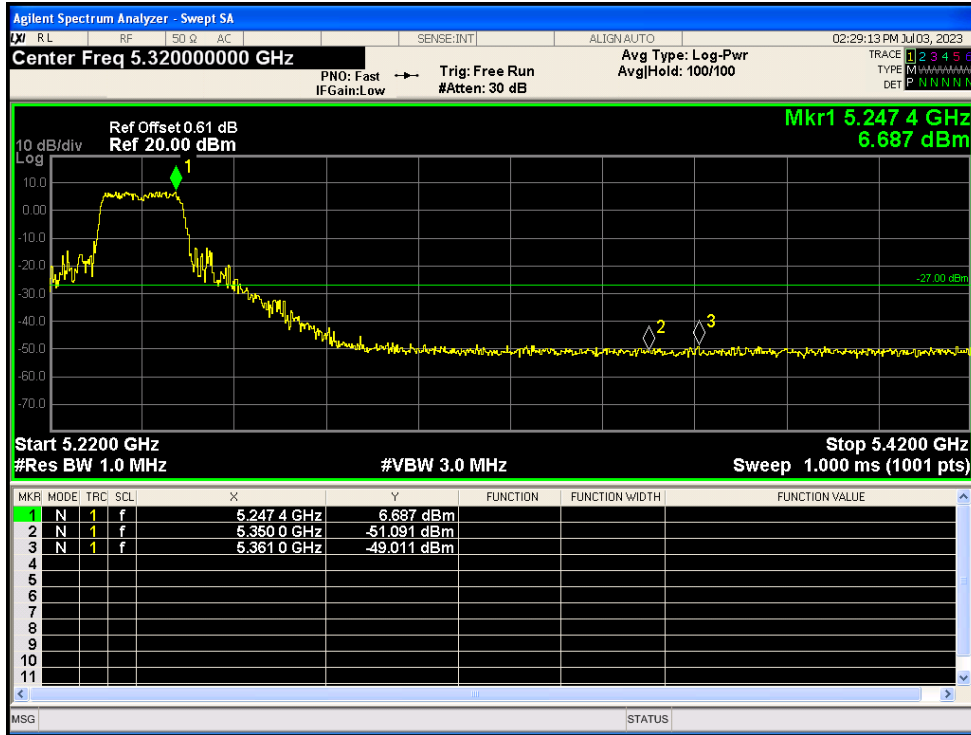 Agilent Spectrum Analyzer - Swept SA
LXI RL RF 50 Ω AC SENSE:INT ALIGN AUTO 02:29:13 PM Jul 03, 2023
Center Freq 5.320000000 GHz
PNO: Fast
IFGain:Low
Trig: Free Run
#Atten: 30 dB
Avg Type: Log-Pwr
Avg|Hold: 100/100
TRACE 1 2 3 4 5 6
TYPE M
DET P N N N N N
Mkr1 5.247 4 GHz
6.687 dBm
Ref Offset 0.61 dB
10 dB/div Ref 20.00 dBm
Log
1
10.0
0.00
-10.0
-20.0
-27.00 dBm
-30.0
-40.0
2
3
-50.0
-60.0
-70.0
Start 5.2200 GHz Stop 5.4200 GHz
#Res BW 1.0 MHz #VBW 3.0 MHz Sweep 1.000 ms (1001 pts)
MKR MODE TRC SCL X Y FUNCTION FUNCTION WIDTH FUNCTION VALUE
1 N 1 f 5.247 4 GHz 6.687 dBm
2 N 1 f 5.350 0 GHz -51.091 dBm
3 N 1 f 5.361 0 GHz -49.011 dBm
4
5
6
7
8
9
10
11
MSG STATUS